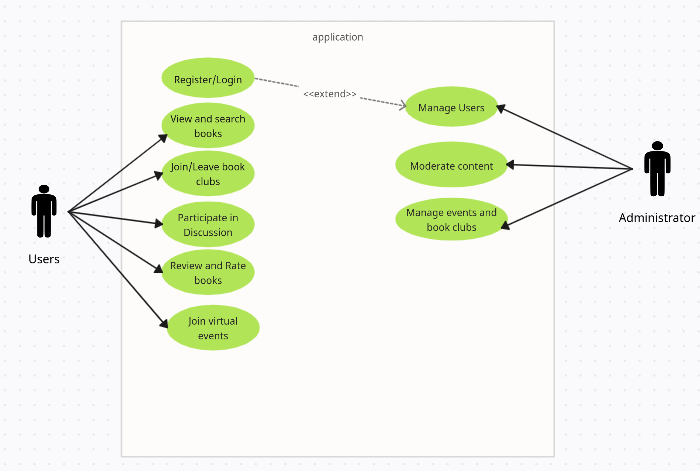 application
Register/Login
<<extend>>
Manage Users
View and search
books
Join/Leave book
clubs
Moderate content
Participate in
Discussion
Manage events and
book clubs
Review and Rate
books
Join virtual
events
Users
Administrator